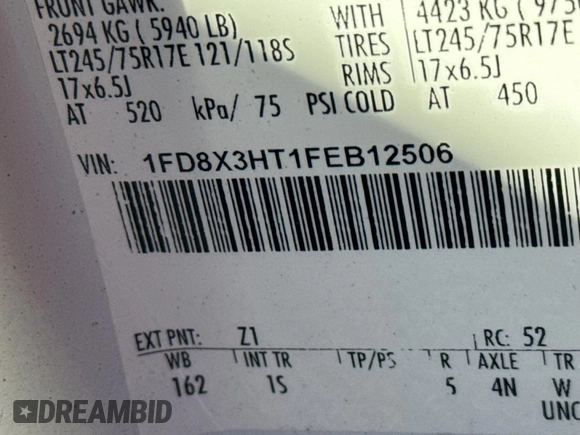 FRONT GAWR: WITH 4423 KG (
2694 KG ( 5940 LB) TIRES LT245/75R17E
LT245/75R17E 121/118S RIMS 17x6.5J
17x6.5J
AT 520 kPa/ 75 PSI COLD AT 450
VIN: 1FD8X3HT1FEB12506
EXT PNT: Z1 RC: 52
WB INT TR TP/PS R AXLE TR
162 1S 5 4N W
UNC
DREAMBID